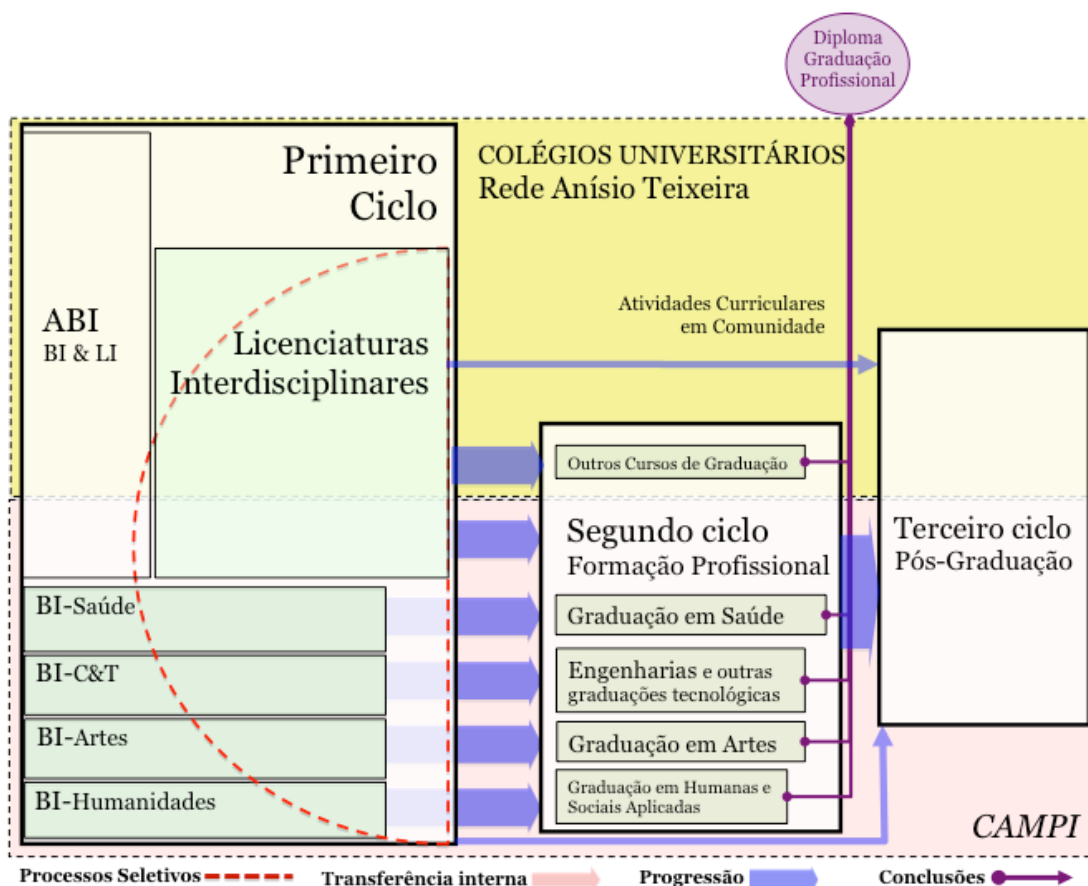 Diploma
Graduação
Profissional
Primeiro
Ciclo
COLÉGIOS UNIVERSITÁRIOS
Rede Anísio Teixeira
ABI
BI & LI
Licenciaturas
Interdisciplinares
Atividades Curriculares
em Comunidade
Outros Cursos de Graduação
Segundo ciclo
Formação Profissional
Terceiro ciclo
Pós-Graduação
BI-Saúde
Graduação em Saúde
BI-C&T
Engenharias e outras
graduações tecnológicas
BI-Artes
Graduação em Artes
BI-Humanidades
Graduação em Humanas e
Sociais Aplicadas
CAMPI
Processos Seletivos
Transferência interna
Progressão
Conclusões